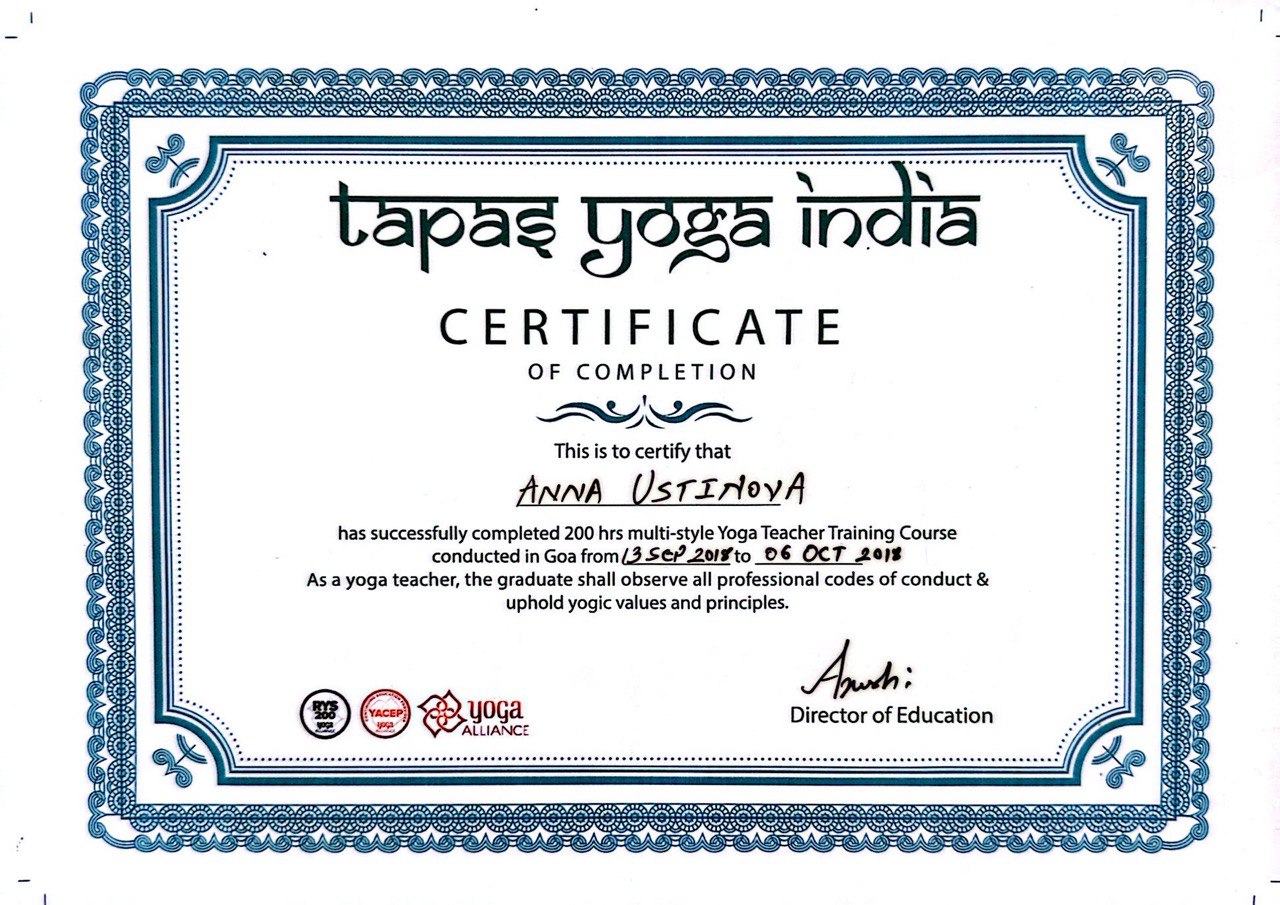 tapas yoga india
CERTIFICATE
OF COMPLETION
This is to certify that
ANNA USTINOVA
has successfully completed 200 hrs multi-style Yoga Teacher Training Course
conducted in Goa from 13 SEP 2018 to 06 OCT 2018
As a yoga teacher, the graduate shall observe all professional codes of conduct &
uphold yogic values and principles.
Director of Education
RYS
200
yoga
ALLIANCE
YACEP
yoga
yoga
ALLIANCE